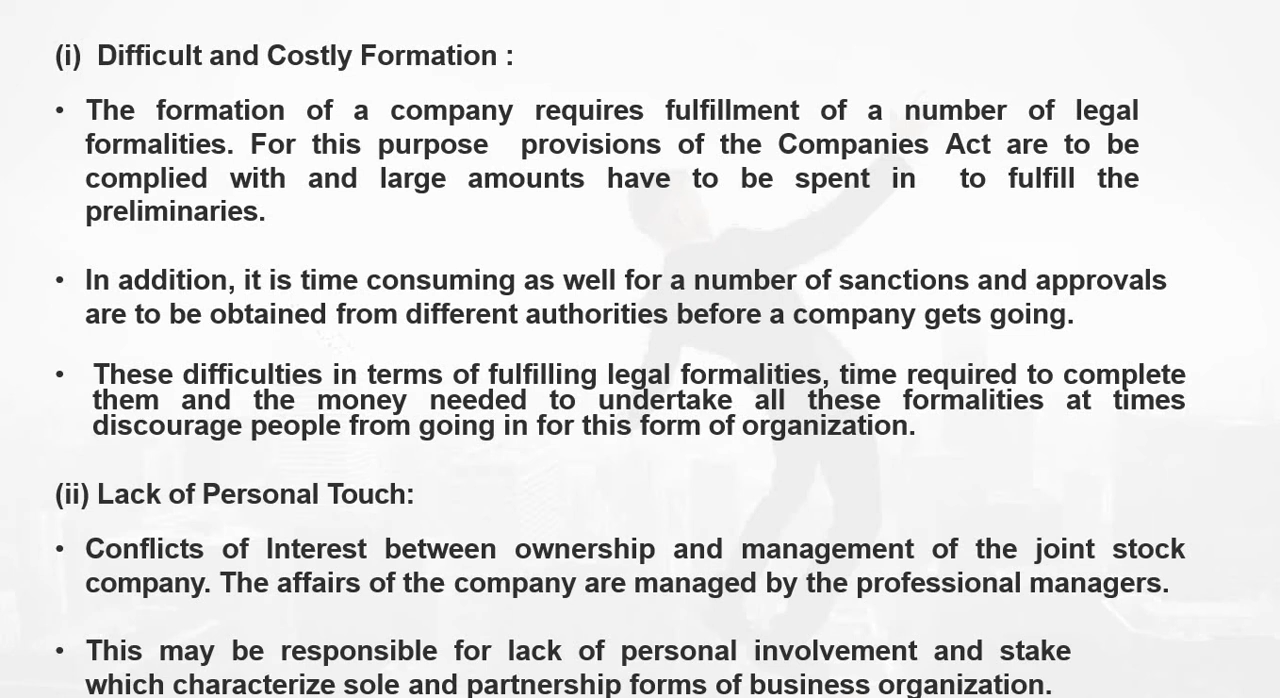 (i) Difficult and Costly Formation :
• The formation of a company requires fulfillment of a number of legal
formalities. For this purpose provisions of the Companies Act are to be
complied with and large amounts have to be spent in to fulfill the
preliminaries.
• In addition, it is time consuming as well for a number of sanctions and approvals
are to be obtained from different authorities before a company gets going.
• These difficulties in terms of fulfilling legal formalities, time required to complete
them and the money needed to undertake all these formalities at times
discourage people from going in for this form of organization.
(ii) Lack of Personal Touch:
• Conflicts of Interest between ownership and management of the joint stock
company. The affairs of the company are managed by the professional managers.
• This may be responsible for lack of personal involvement and stake
which characterize sole and partnership forms of business organization.